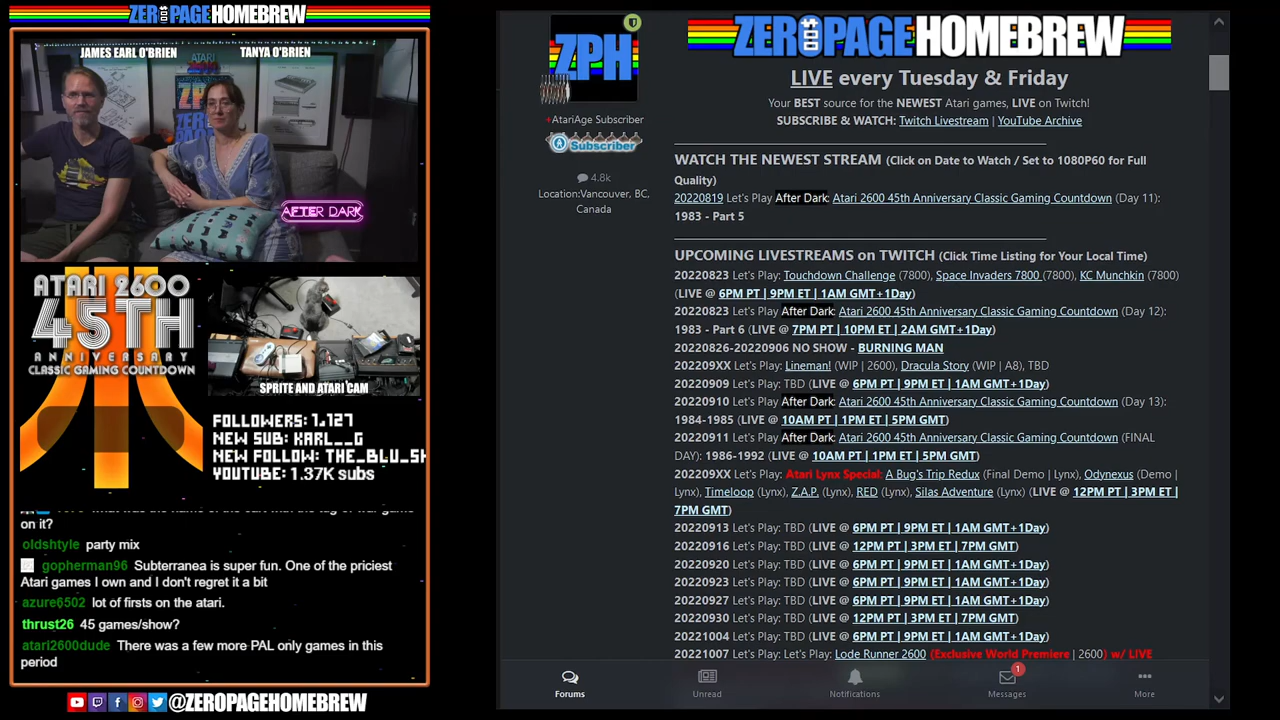 ZERO PAGE HOMEBREW
JAMES EARL O'BRIEN
TANYA O'BRIEN
AFTER DARK
ATARI 2600
45TH
ANNIVERSARY
CLASSIC GAMING COUNTDOWN
SPRITE AND ATARI CAM
FOLLOWERS: 1,127
NEW SUB: KARL__G
NEW FOLLOW: THE_BLU_SH
YOUTUBE: 1.37K subs
on it?
oldshtyle party mix
gopherman96 Subterranea is super fun. One of the priciest
Atari games I own and I don't regret it a bit
azure6502 lot of firsts on the atari.
thrust26 45 games/show?
atari2600dude There was a few more PAL only games in this
period
@ZEROPAGEHOMEBREW
ZPH
+AtariAge Subscriber
Subscriber
4.8k
Location:Vancouver, BC,
Canada
ZERO $00 PAGE HOMEBREW
LIVE every Tuesday & Friday
Your BEST source for the NEWEST Atari games, LIVE on Twitch!
SUBSCRIBE & WATCH: Twitch Livestream | YouTube Archive
WATCH THE NEWEST STREAM (Click on Date to Watch / Set to 1080P60 for Full
Quality)
20220819 Let's Play After Dark: Atari 2600 45th Anniversary Classic Gaming Countdown (Day 11):
1983 - Part 5
UPCOMING LIVESTREAMS on TWITCH (Click Time Listing for Your Local Time)
20220823 Let's Play: Touchdown Challenge (7800), Space Invaders 7800 (7800), KC Munchkin (7800)
(LIVE @ 6PM PT | 9PM ET | 1AM GMT+1Day)
20220823 After Dark: Atari 2600 45th Anniversary Classic Gaming Countdown (Day 12):
1983 - Part 6 (LIVE @ 7PM PT | 10PM ET | 2AM GMT+1Day)
20220826-20220906 NO SHOW - BURNING MAN
202209XX Let's Play: Lineman! (WIP | 2600), Dracula Story (WIP | A8), TBD
20220909 Let's Play: TBD (LIVE @ 6PM PT | 9PM ET | 1AM GMT+1Day)
20220910 After Dark: Atari 2600 45th Anniversary Classic Gaming Countdown (Day 13):
1984-1985 (LIVE @ 10AM PT | 1PM ET | 5PM GMT)
20220911 Let's Play After Dark: Atari 2600 45th Anniversary Classic Gaming Countdown (FINAL
DAY): 1986-1992 (LIVE @ 10AM PT | 1PM ET | 5PM GMT)
202209XX Let's Play: Atari Lynx Special: A Bug's Trip Redux (Final Demo | Lynx), Odynexus (Demo |
Lynx), Timeloop (Lynx), Z.A.P. (Lynx), RED (Lynx), Silas Adventure (Lynx) (LIVE @ 12PM PT | 3PM ET |
7PM GMT)
20220913 Let's Play: TBD (LIVE @ 6PM PT | 9PM ET | 1AM GMT+1Day)
20220916 Let's Play: TBD (LIVE @ 12PM PT | 3PM ET | 7PM GMT)
20220920 Let's Play: TBD (LIVE @ 6PM PT | 9PM ET | 1AM GMT+1Day)
20220923 Let's Play: TBD (LIVE @ 6PM PT | 9PM ET | 1AM GMT+1Day)
20220927 Let's Play: TBD (LIVE @ 6PM PT | 9PM ET | 1AM GMT+1Day)
20220930 Let's Play: TBD (LIVE @ 12PM PT | 3PM ET | 7PM GMT)
20221004 Let's Play: TBD (LIVE @ 6PM PT | 9PM ET | 1AM GMT+1Day)
20221007 Let's Play: Let's Play: Lode Runner 2600 (Exclusive World Premiere | 2600) w/ LIVE
Forums
Unread
Notifications
1
Messages
More